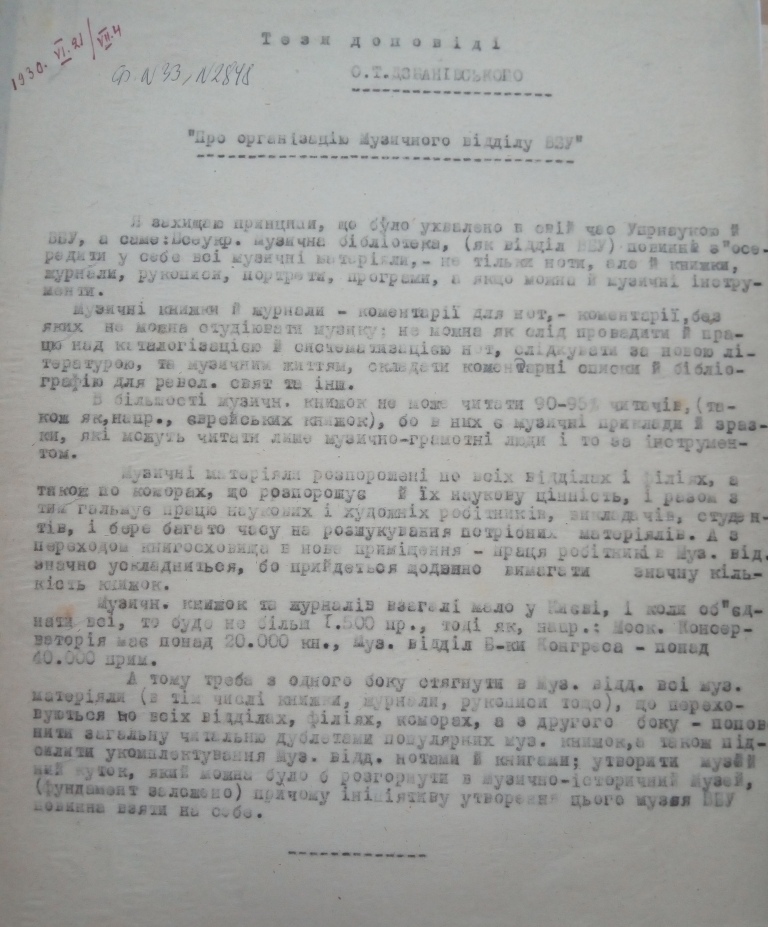 1930. VI.21/VII.4
Ф. N 33, N2848
Тези доповіді
О.Т.ДЗБАНІВСЬКОГО
"Про організацію Музичного відділу ВБУ"
Я захищаю принципи, що було ухвалено в свій час Укрнаукою й
ВБУ, а саме:Всеукр. музична бібліотека, (як відділ ВБУ) повинна з"осе-
редити у себе всі музичні матеріяли,- не тільки ноти, але й книжки,
журнали, рукописи, портрети, програми, а якщо можна й музичні інстру-
менти.
Музичні книжки й журнали - коментарії для нот,- коментарії,без
яких не можна студіювати музику; не можна як слід провадити й пра-
цю над каталогізацією й систематизацією нот, слідкувати за новою лі-
тературою, та музичним життям, складати коментарні списки й бібліо-
графію для револ. свят та інш.
В більшості музичн. книжок не може читати 90-95% читачів,(та-
кож як,напр., єврейських книжок), бо в них є музичні приклади й зраз-
ки, які можуть читати лише музично-грамотні люди і то за інструмен-
том.
Музичні матеріяли розпорошені по всіх відділах і філіях, а
також по коморах, що розпорошує й їх наукову цінність, і разом з
тим гальмує працю наукових і художніх робітників, викладачів, студен-
тів, і бере багато часу на розшукування потрібних матеріялів. А з
переходом книгосховища в нове приміщення - праця робітників Муз. від.
значно ускладниться, бо прийдеться щоденно вимагати значну кіль-
кість книжок.
Музичн. книжок та журналів взагалі мало у Києві, і коли об"єд-
нати всі, то буде не більш 1.500 пр., тоді як, напр.: Моск. Консер-
ваторія має понад 20.000 кн., Муз. відділ Б-ки Конгреса - понад
40.000 прим.
А тому треба з одного боку стягнути в Муз. відд. всі муз.
матеріяли (в тім числі книжки, журнали, рукописи тощо), що перехо-
вуються по всіх відділах, філіях, коморах, а з другого боку - попов-
нити загальну читальню дублетами популярних муз. книжок,а також під-
силити укомплектування Муз. відд. нотами й книгами; утворити музей
ний куток, який можна було б розгорнути в музично-історичний Музей,
(фундамент заложено) причому ініціятиву утворення цього музея ВБУ
повинна взяти на себе.